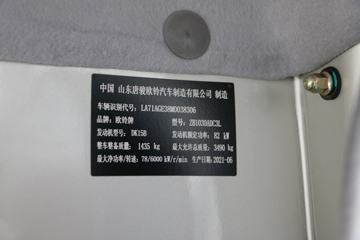 中国 山东唐骏欧铃汽车制造有限公司 制造
车辆识别代号：LA71AGE38M0038306
品牌：欧铃牌 型号：ZB1030ADC3L
发动机型号：DK15B 发动机额定功率：82 kW
整车整备质量：1435 kg 最大允许总质量：3490 kg
最大净功率/转速：78/6000 kW/r/min 生产日期：2021-06